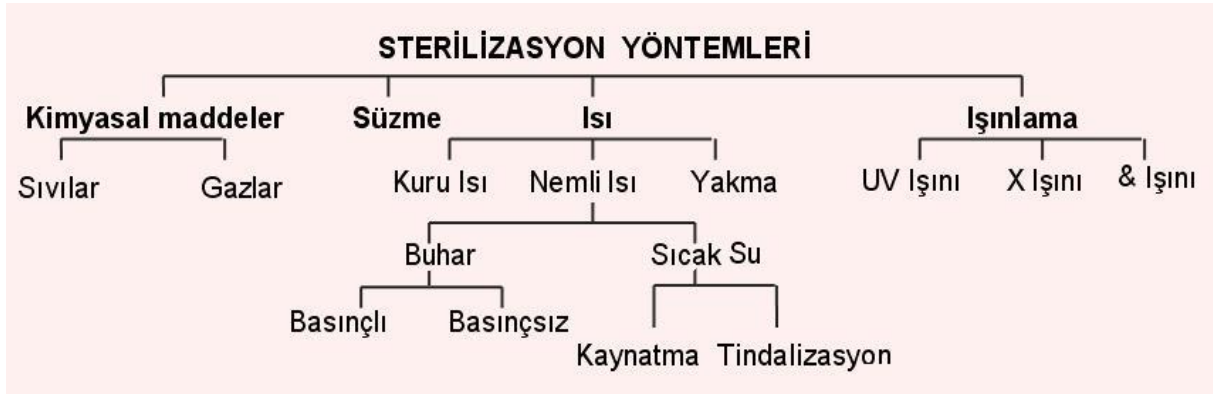 STERİLİZASYON YÖNTEMLERİ
Kimyasal maddeler Süzme Isı Işınlama
Sıvılar Gazlar Kuru Isı Nemli Isı Yakma UV Işını X Işını & Işını
Buhar Sıcak Su
Basınçlı Basınçsız
Kaynatma Tindalizasyon